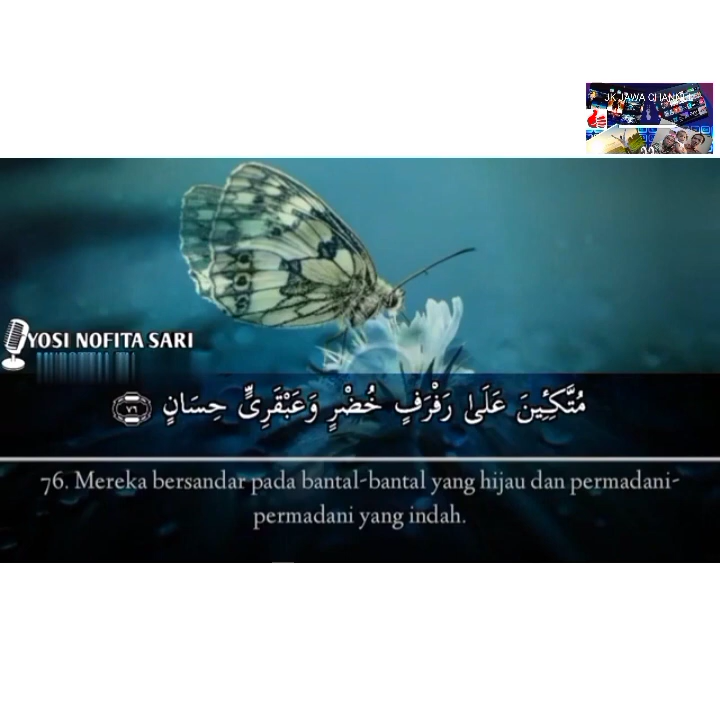 JK JAWA CHANNEL
YOSI NOFITA SARI
مُتَّكِـِٔينَ عَلَىٰ رَفْرَفٍ خُضْرٍ وَعَبْقَرِىٍّ حِسَانٍ ٧٦
76. Mereka bersandar pada bantal-bantal yang hijau dan permadani-
permadani yang indah.